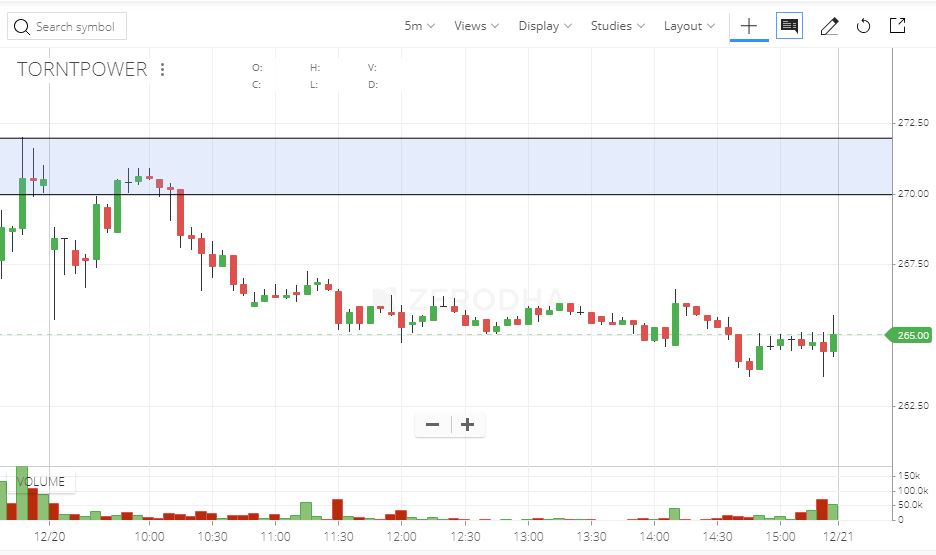 Search symbol 5m Views Display Studies Layout
TORNTPOWER
O: H: V:
C: L: D:
272.50
270.00
267.50
ZERODHA
265.00
262.50
VOLUME
150k
100.0k
50.0k
0
12/20 10:00 10:30 11:00 11:30 12:00 12:30 13:00 13:30 14:00 14:30 15:00 12/21